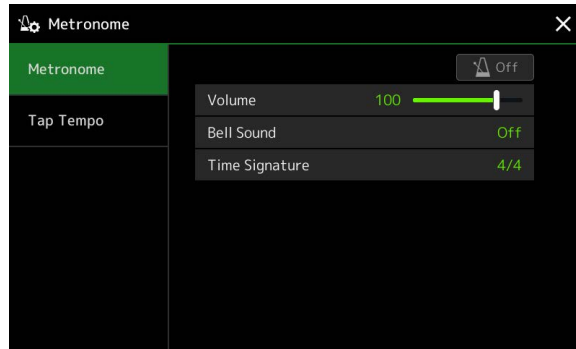 Metronome
Metronome
Off
Volume 100
Tap Tempo
Bell Sound Off
Time Signature 4/4